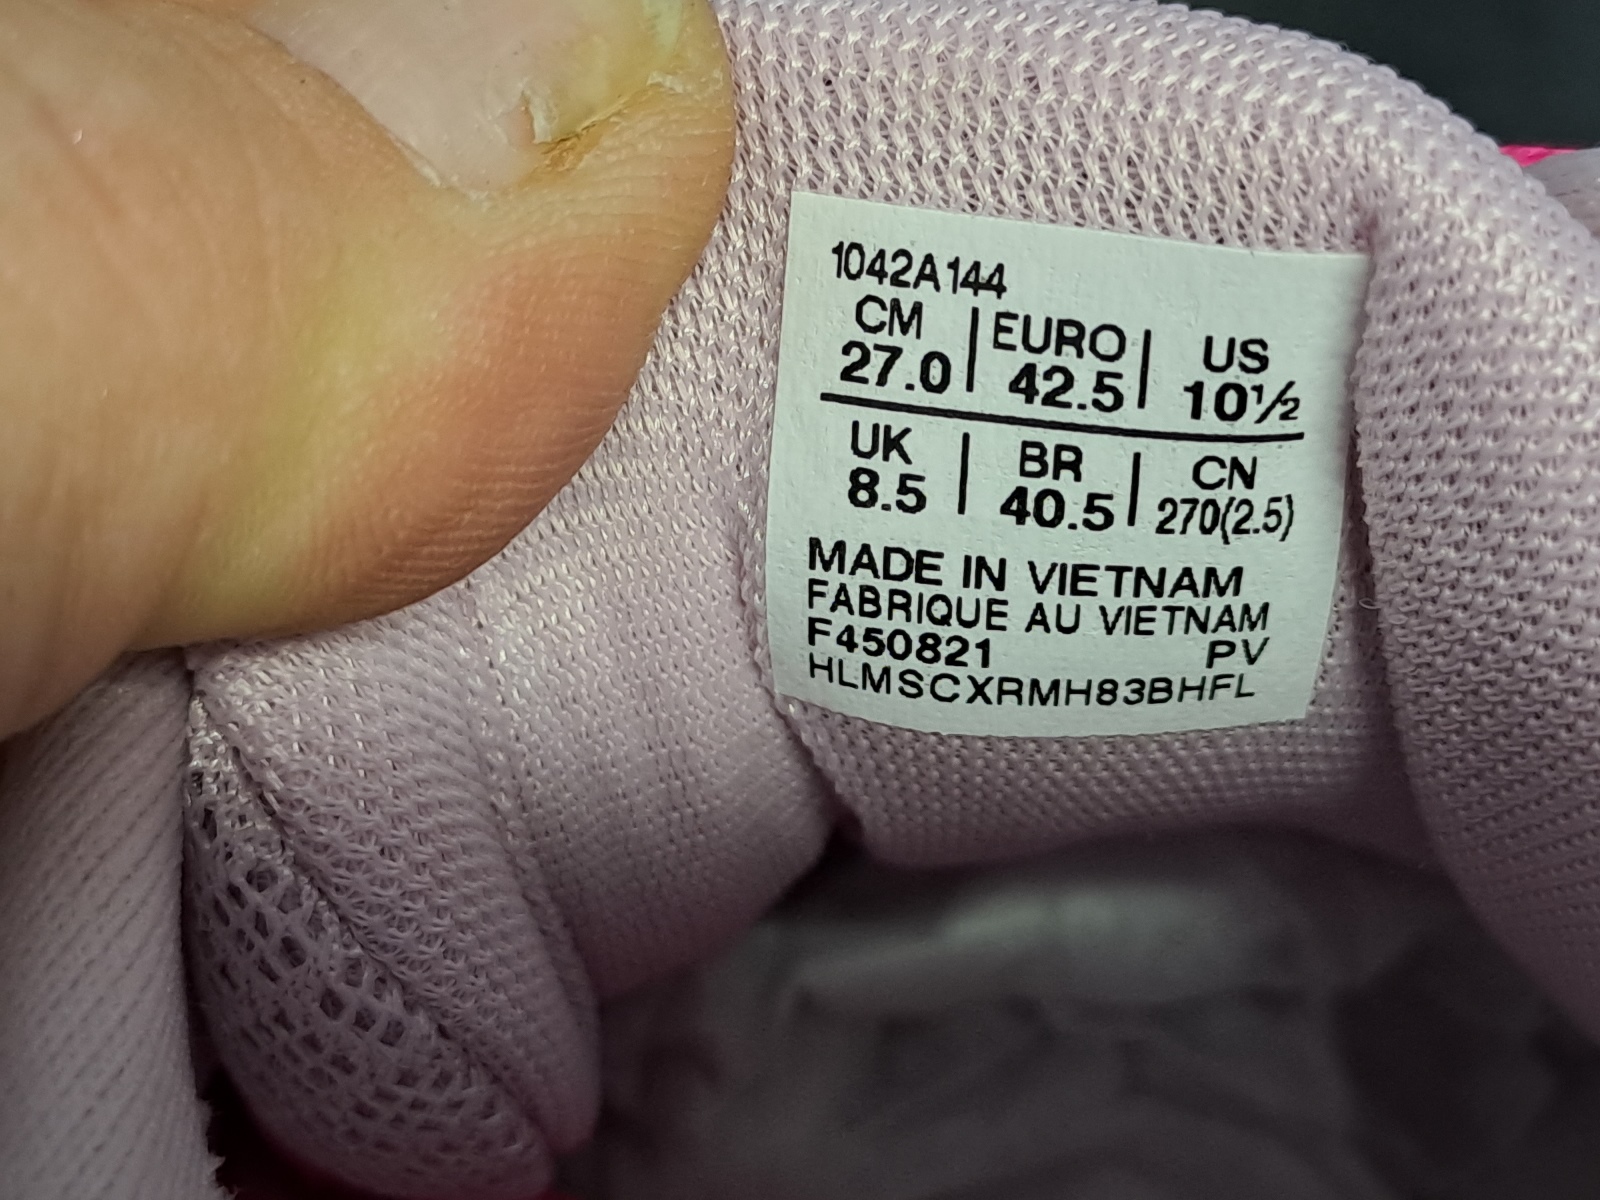 1042A144
CM | EURO | US
27.0 | 42.5 | 10½
UK | BR | CN
8.5 | 40.5 | 270(2.5)
MADE IN VIETNAM
FABRIQUE AU VIETNAM
F450821 PV
HLMSCXRMH83BHFL